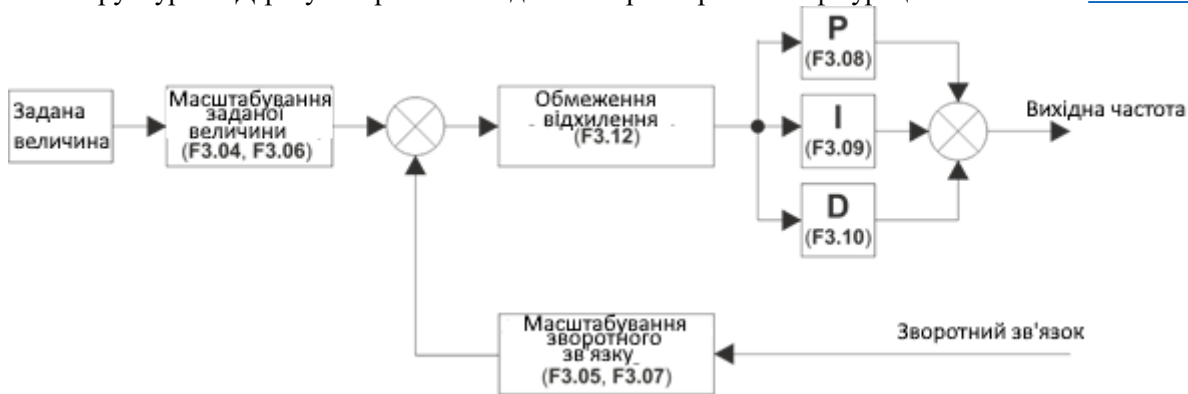 Задана
величина
Масштабування
заданої
величини
(F3.04, F3.06)
Обмеження
відхилення
(F3.12)
P
(F3.08)
I
(F3.09)
D
(F3.10)
Вихідна частота
Масштабування
зворотного
зв'язку
(F3.05, F3.07)
Зворотний зв'язок